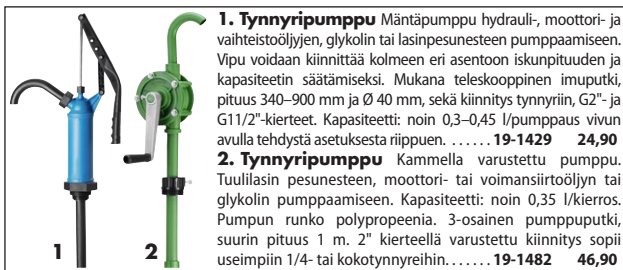 1. Tynnyripumppu Mäntäpumppu hydrauli-, moottori- ja
vaihteistoöljyjen, glykolin tai lasinpesunesteen pumppaamiseen.
Vipu voidaan kiinnittää kolmeen eri asentoon iskunpituuden ja
kapasiteetin säätämiseksi. Mukana teleskooppinen imuputki,
pituus 340–900 mm ja Ø 40 mm, sekä kiinnitys tynnyriin, G2"- ja
G11/2"-kierteet. Kapasiteetti: noin 0,3–0,45 l/pumppaus vivun
avulla tehdystä asetuksesta riippuen. . . . . . . 19-1429 24,90
2. Tynnyripumppu Kammella varustettu pumppu.
Tuulilasin pesunesteen, moottori- tai voimansiirtoöljyn tai
glykolin pumppaamiseen. Kapasiteetti: noin 0,35 l/kierros.
Pumpun runko polypropeenia. 3-osainen pumppuputki,
suurin pituus 1 m. 2" kierteellä varustettu kiinnitys sopii
useimpiin 1/4- tai kokotynnyreihin. . . . . . . 19-1482 46,90
1 2